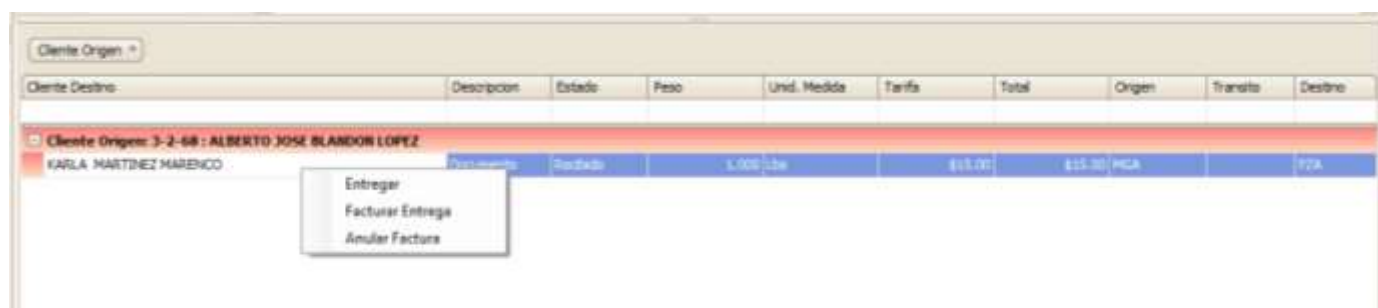 Cliente Origen
Cliente Destino Descripcion Estado Peso Unid. Medida Tarifa Total Origen Transito Destino
Cliente Origen: 3-2-68 : ALBERTO JOSE BLANDON LOPEZ
KARLA MARTINEZ MARENCO Documento Recibido 1.000 Lbs $15.00 $15.00 MGA PZA
Entregar
Facturar Entrega
Anular Factura